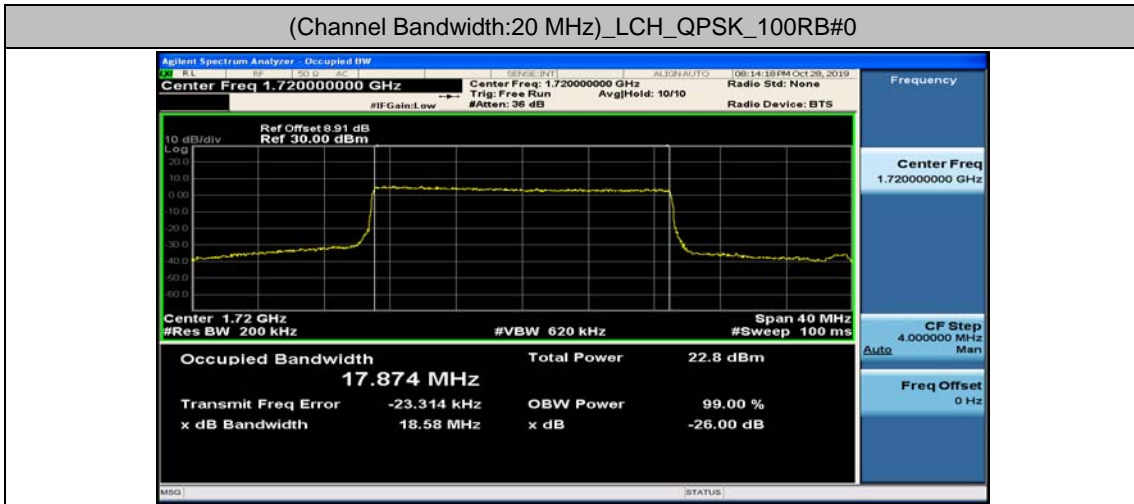 (Channel Bandwidth:20 MHz)_LCH_QPSK_100RB#0
Agilent Spectrum Analyzer - Occupied BW
LXI RL RF 50 Ω AC SENSE:INT ALIGN AUTO 08:14:18 PM Oct 28, 2019
Center Freq 1.720000000 GHz Center Freq: 1.720000000 GHz Radio Std: None
Trig: Free Run Avg|Hold: 10/10
#IFGain:Low #Atten: 36 dB Radio Device: BTS
Frequency
Ref Offset 8.91 dB
10 dB/div Ref 30.00 dBm
Log
20.0
10.0
0.00
-10.0
-20.0
-30.0
-40.0
-50.0
-60.0
Center Freq
1.720000000 GHz
Center 1.72 GHz Span 40 MHz
#Res BW 200 kHz #VBW 620 kHz #Sweep 100 ms
CF Step
4.000000 MHz
Auto Man
Occupied Bandwidth Total Power 22.8 dBm
17.874 MHz
Transmit Freq Error -23.314 kHz OBW Power 99.00 %
x dB Bandwidth 18.58 MHz x dB -26.00 dB
Freq Offset
0 Hz
MSG STATUS